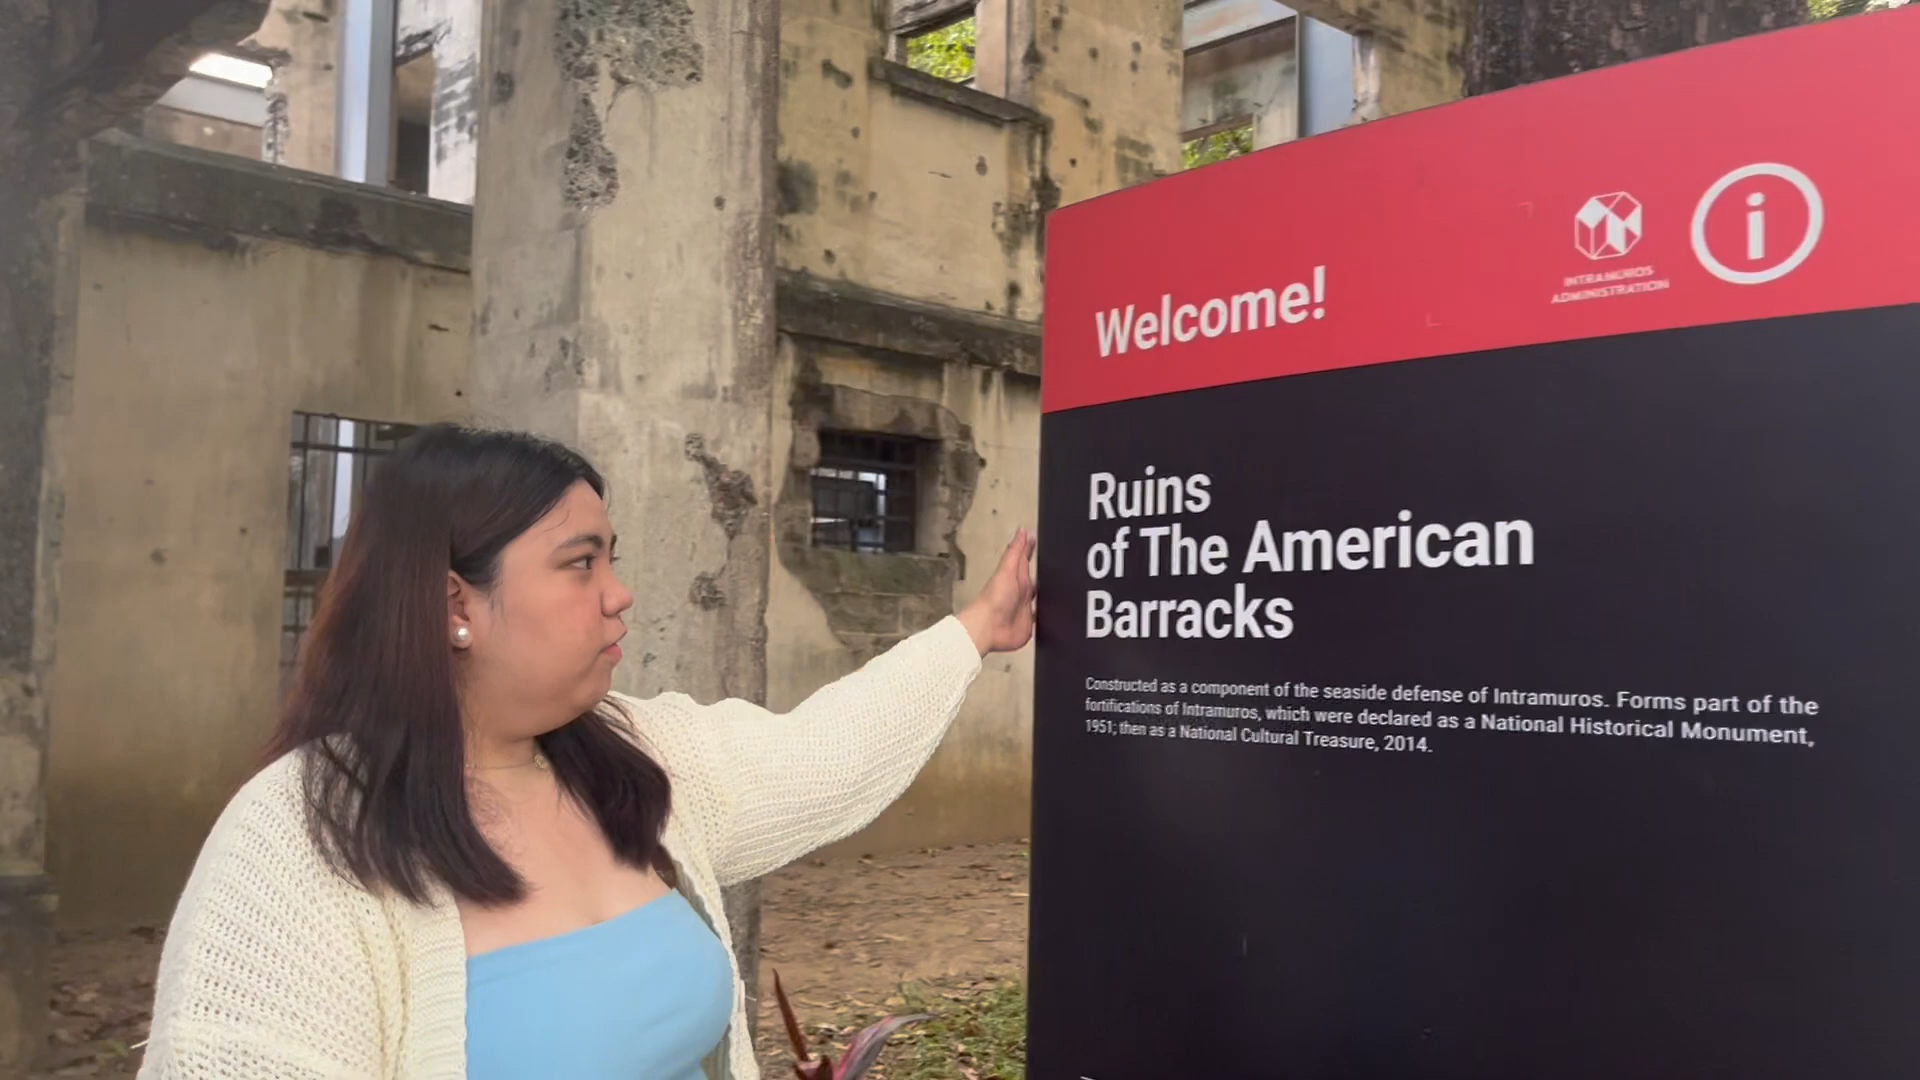 Welcome!
INTRAMUROS
ADMINISTRATION
i
Ruins
of The American
Barracks
Constructed as a component of the seaside defense of Intramuros. Forms part of the
fortifications of Intramuros, which were declared as a National Historical Monument,
1951; then as a National Cultural Treasure, 2014.